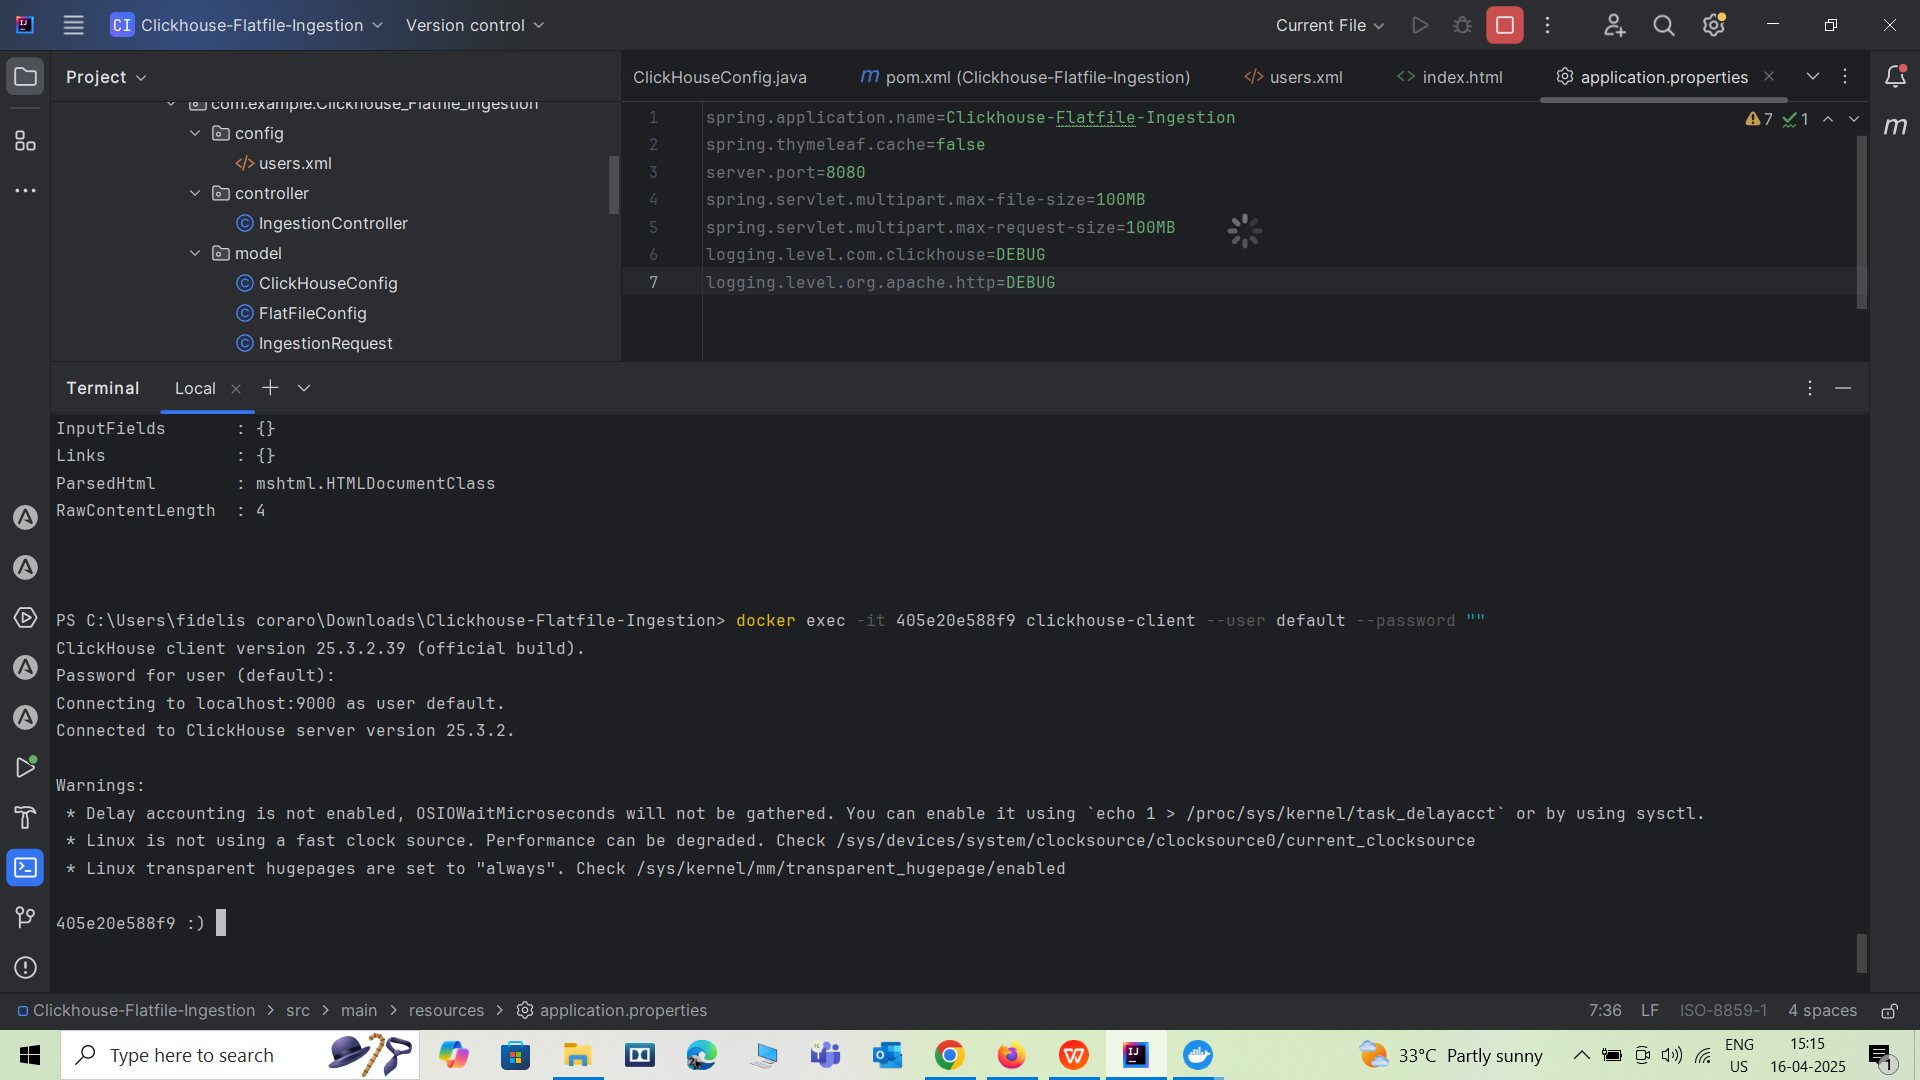 CI Clickhouse-Flatfile-Ingestion Version control Current File
Project
ClickHouseConfig.java
m pom.xml (Clickhouse-Flatfile-Ingestion)
users.xml
index.html
application.properties
com.example.Clickhouse_Flatfile_Ingestion
config
users.xml
controller
IngestionController
model
ClickHouseConfig
FlatFileConfig
IngestionRequest
1 spring.application.name=Clickhouse-Flatfile-Ingestion
2 spring.thymeleaf.cache=false
3 server.port=8080
4 spring.servlet.multipart.max-file-size=100MB
5 spring.servlet.multipart.max-request-size=100MB
6 logging.level.com.clickhouse=DEBUG
7 logging.level.org.apache.http=DEBUG
7 1
m
Terminal Local
InputFields : {}
Links : {}
ParsedHtml : mshtml.HTMLDocumentClass
RawContentLength : 4
PS C:\Users\fidelis coraro\Downloads\Clickhouse-Flatfile-Ingestion> docker exec -it 405e20e588f9 clickhouse-client --user default --password ""
ClickHouse client version 25.3.2.39 (official build).
Password for user (default):
Connecting to localhost:9000 as user default.
Connected to ClickHouse server version 25.3.2.
Warnings:
* Delay accounting is not enabled, OSIOWaitMicroseconds will not be gathered. You can enable it using `echo 1 > /proc/sys/kernel/task_delayacct` or by using sysctl.
* Linux is not using a fast clock source. Performance can be degraded. Check /sys/devices/system/clocksource/clocksource0/current_clocksource
* Linux transparent hugepages are set to "always". Check /sys/kernel/mm/transparent_hugepage/enabled
405e20e588f9 :)
Clickhouse-Flatfile-Ingestion > src > main > resources > application.properties
7:36 LF ISO-8859-1 4 spaces
Type here to search
33°C Partly sunny
ENG
US
15:15
16-04-2025
1